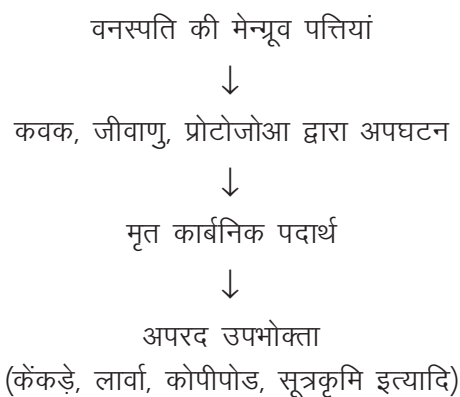 वनस्पति की मेन्ग्रूव पत्तियां
↓
कवक, जीवाणु, प्रोटोजोआ द्वारा अपघटन
↓
मृत कार्बनिक पदार्थ
↓
अपरद उपभोक्ता
(केंकड़े, लार्वा, कोपीपोड, सूत्रकृमि इत्यादि)